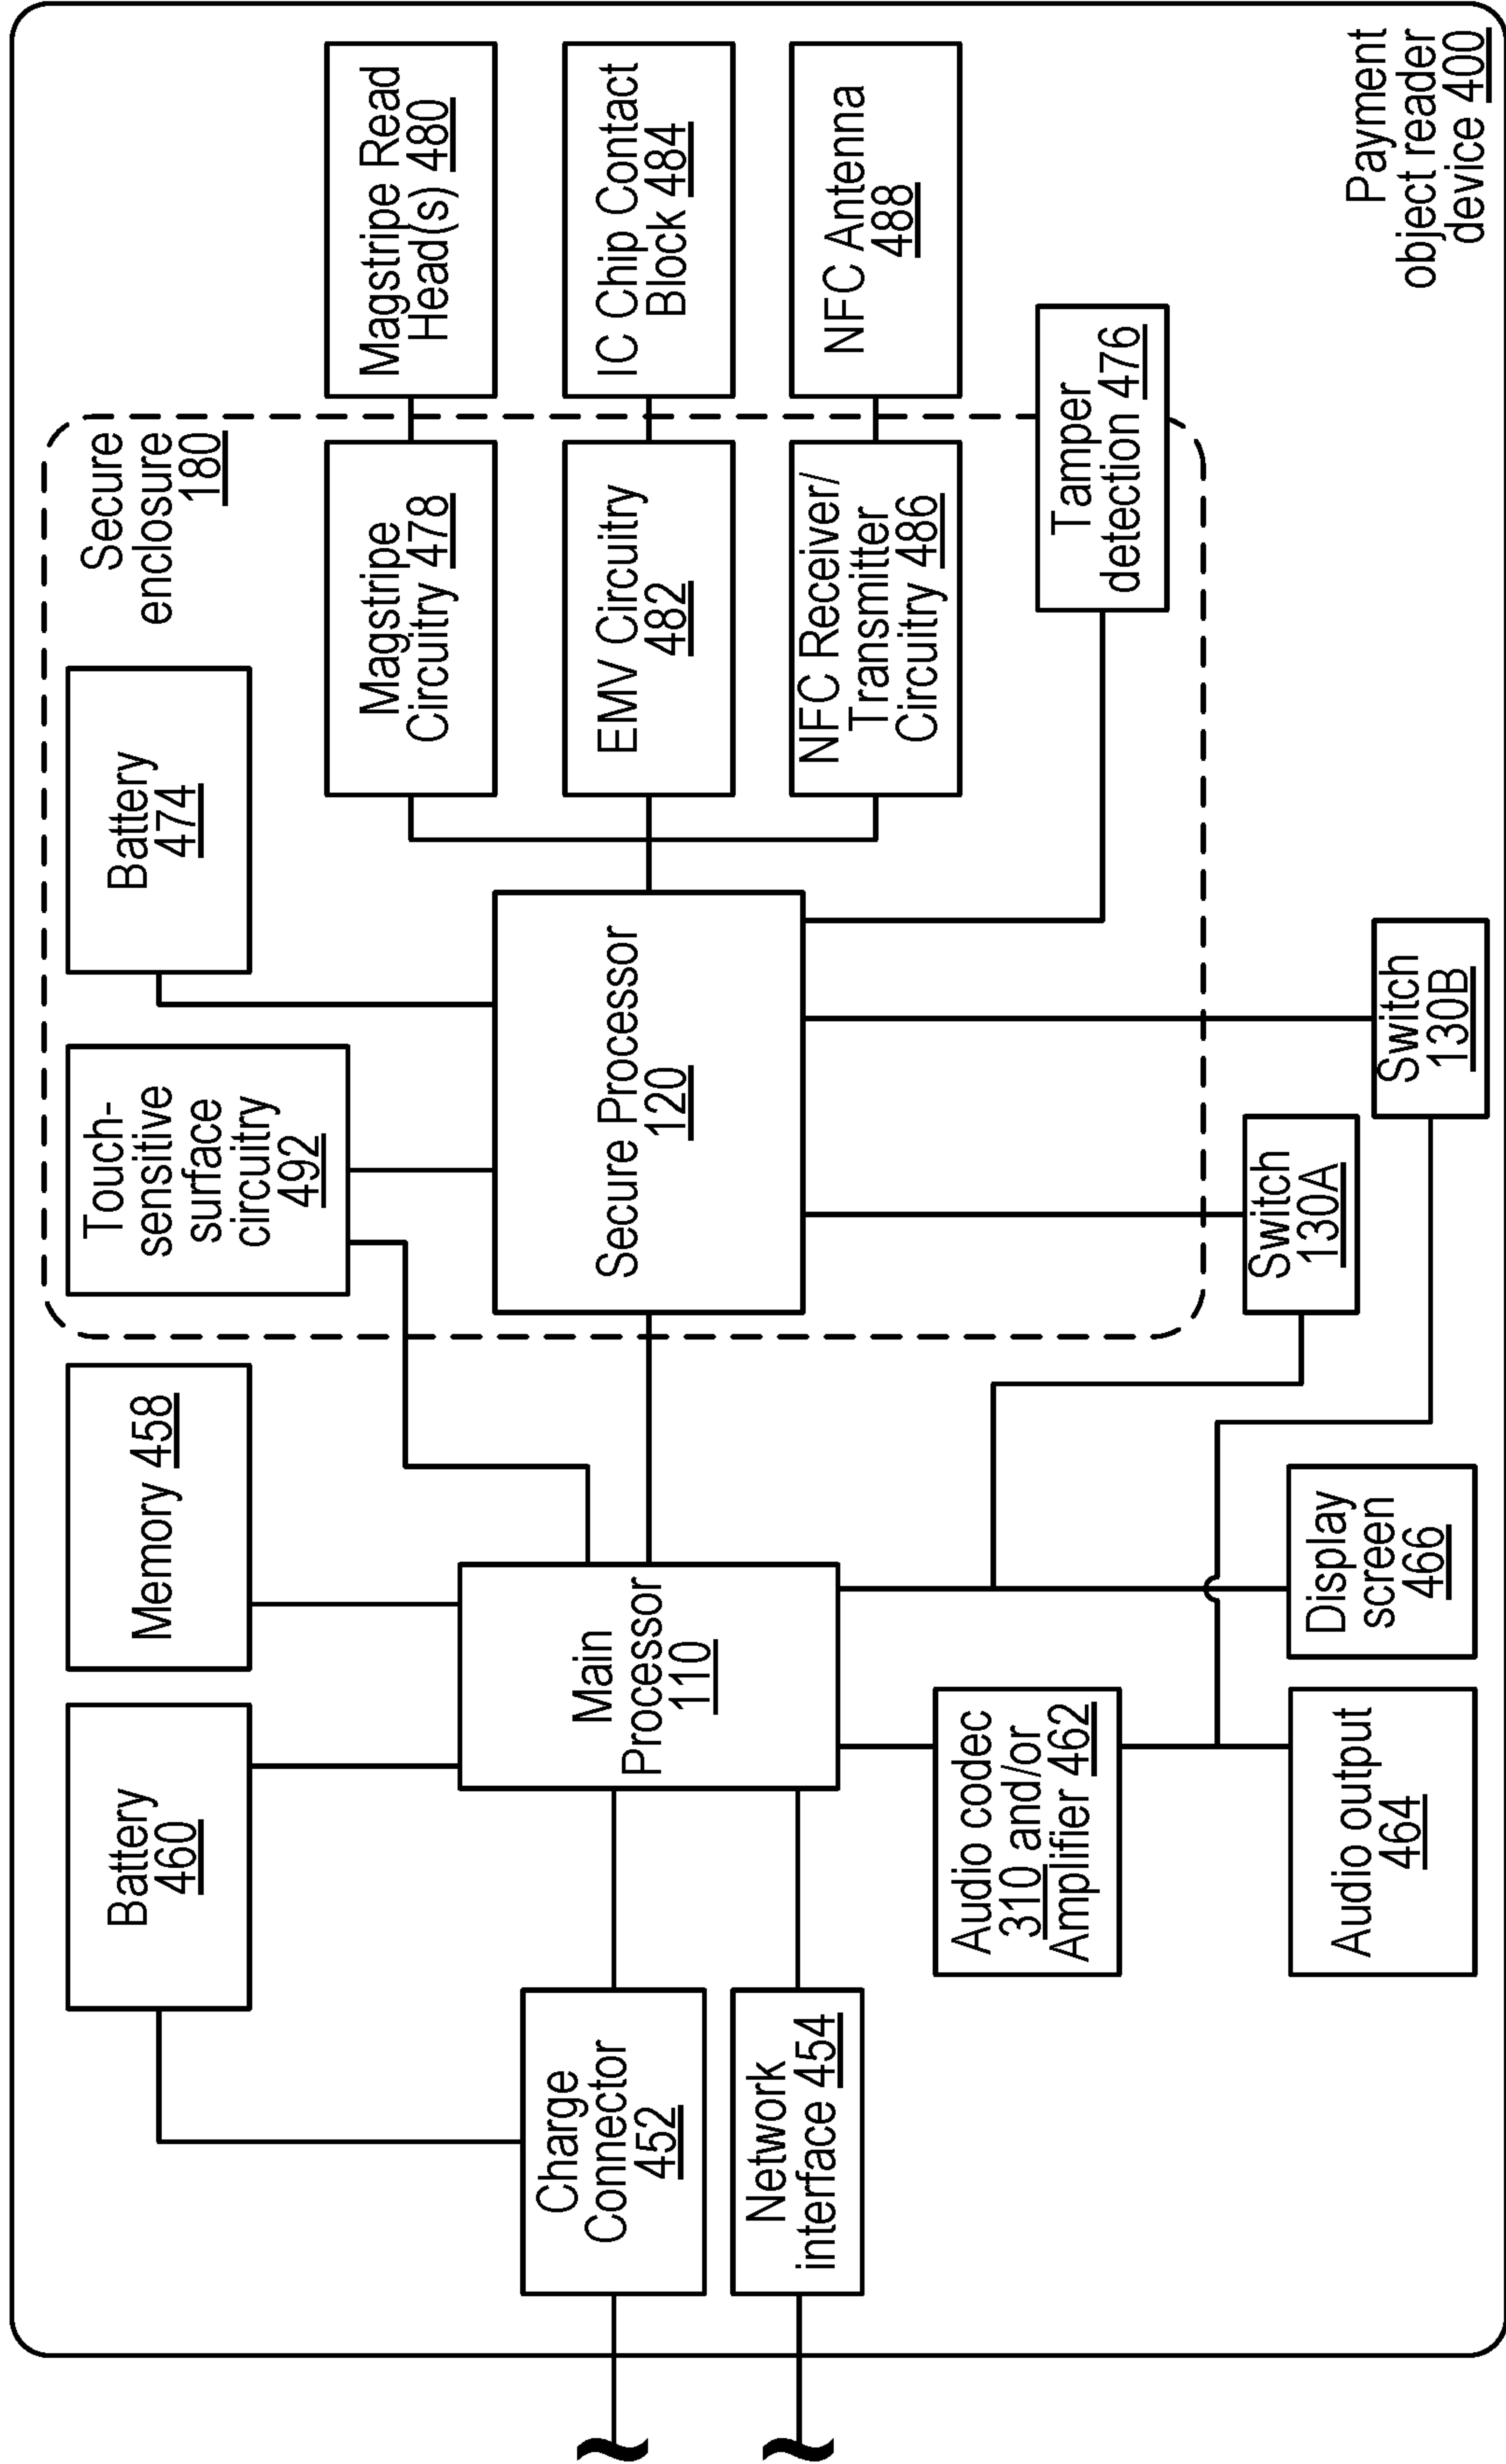 Battery
460
Memory 458
Touch-
sensitive
surface
circuitry
492
Battery
474
Secure
enclosure
180
Charge
Connector
452
Network
interface 454
Main
Processor
110
Secure Processor
120
Magstripe
Circuitry 478
Magstripe Read
Head(s) 480
EMV Circuitry
482
IC Chip Contact
Block 484
NFC Receiver/
Transmitter
Circuitry 486
NFC Antenna
488
Tamper
detection 476
Audio codec
310 and/or
Amplifier 462
Audio output
464
Display
screen
466
Switch
130A
Switch
130B
Payment
object reader
device 400